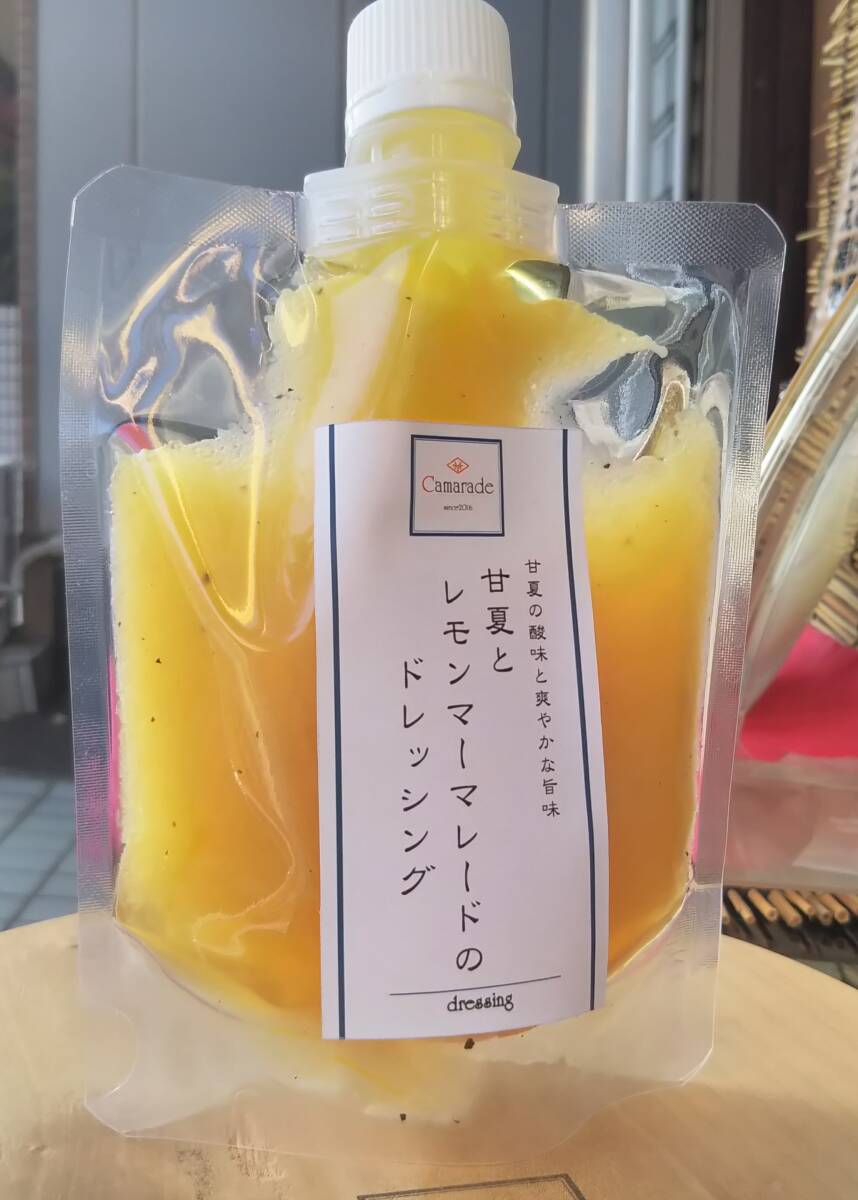 Camarade
since2016
甘夏の酸味と爽やかな旨味
甘夏と
レモンマーマレードの
ドレッシング
dressing